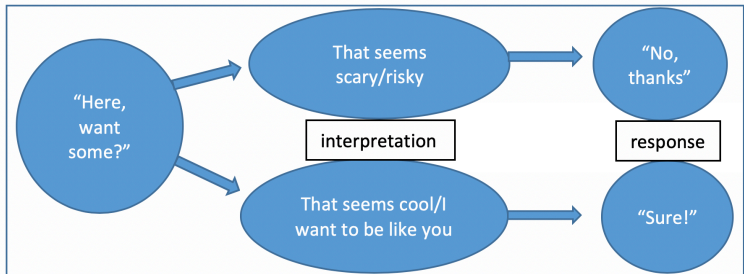 “Here,
want
some?”
That seems
scary/risky
“No,
thanks”
interpretation
response
That seems cool/I
want to be like you
“Sure!”